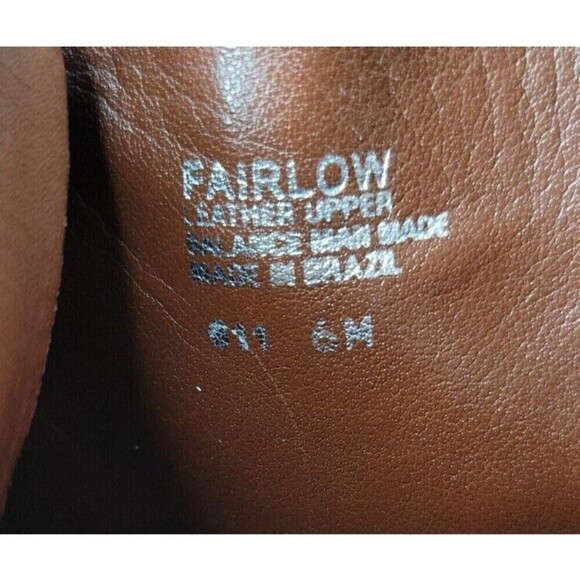 FAIRLOW
LEATHER UPPER
BALANCE MAN MADE
MADE IN BRAZIL
811 6M